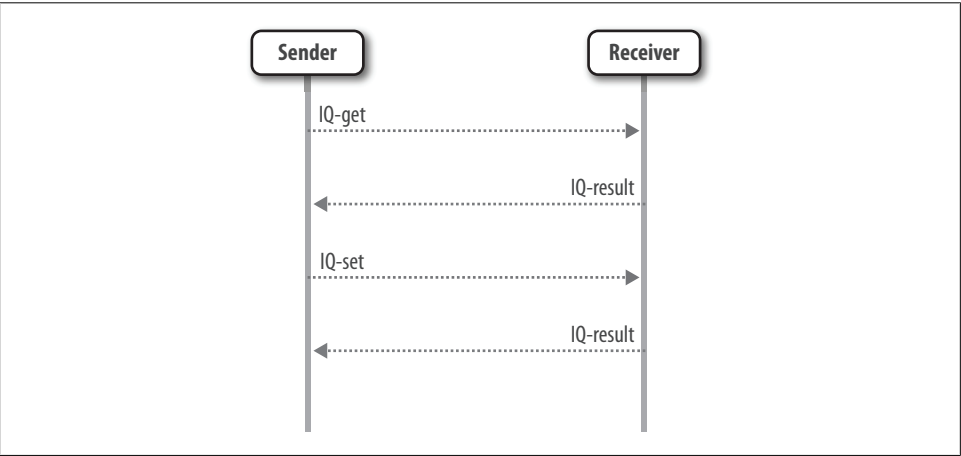 Sender
Receiver
IQ-get
IQ-result
IQ-set
IQ-result